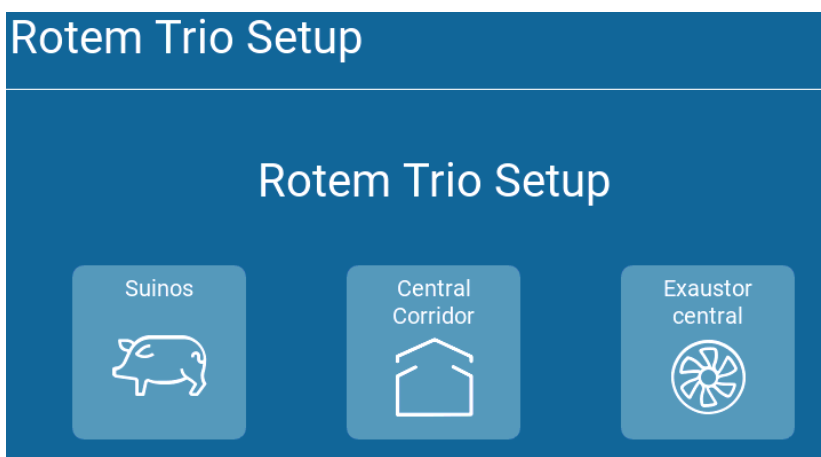 Rotem Trio Setup
Rotem Trio Setup
Suinos
Central
Corridor
Exaustor
central